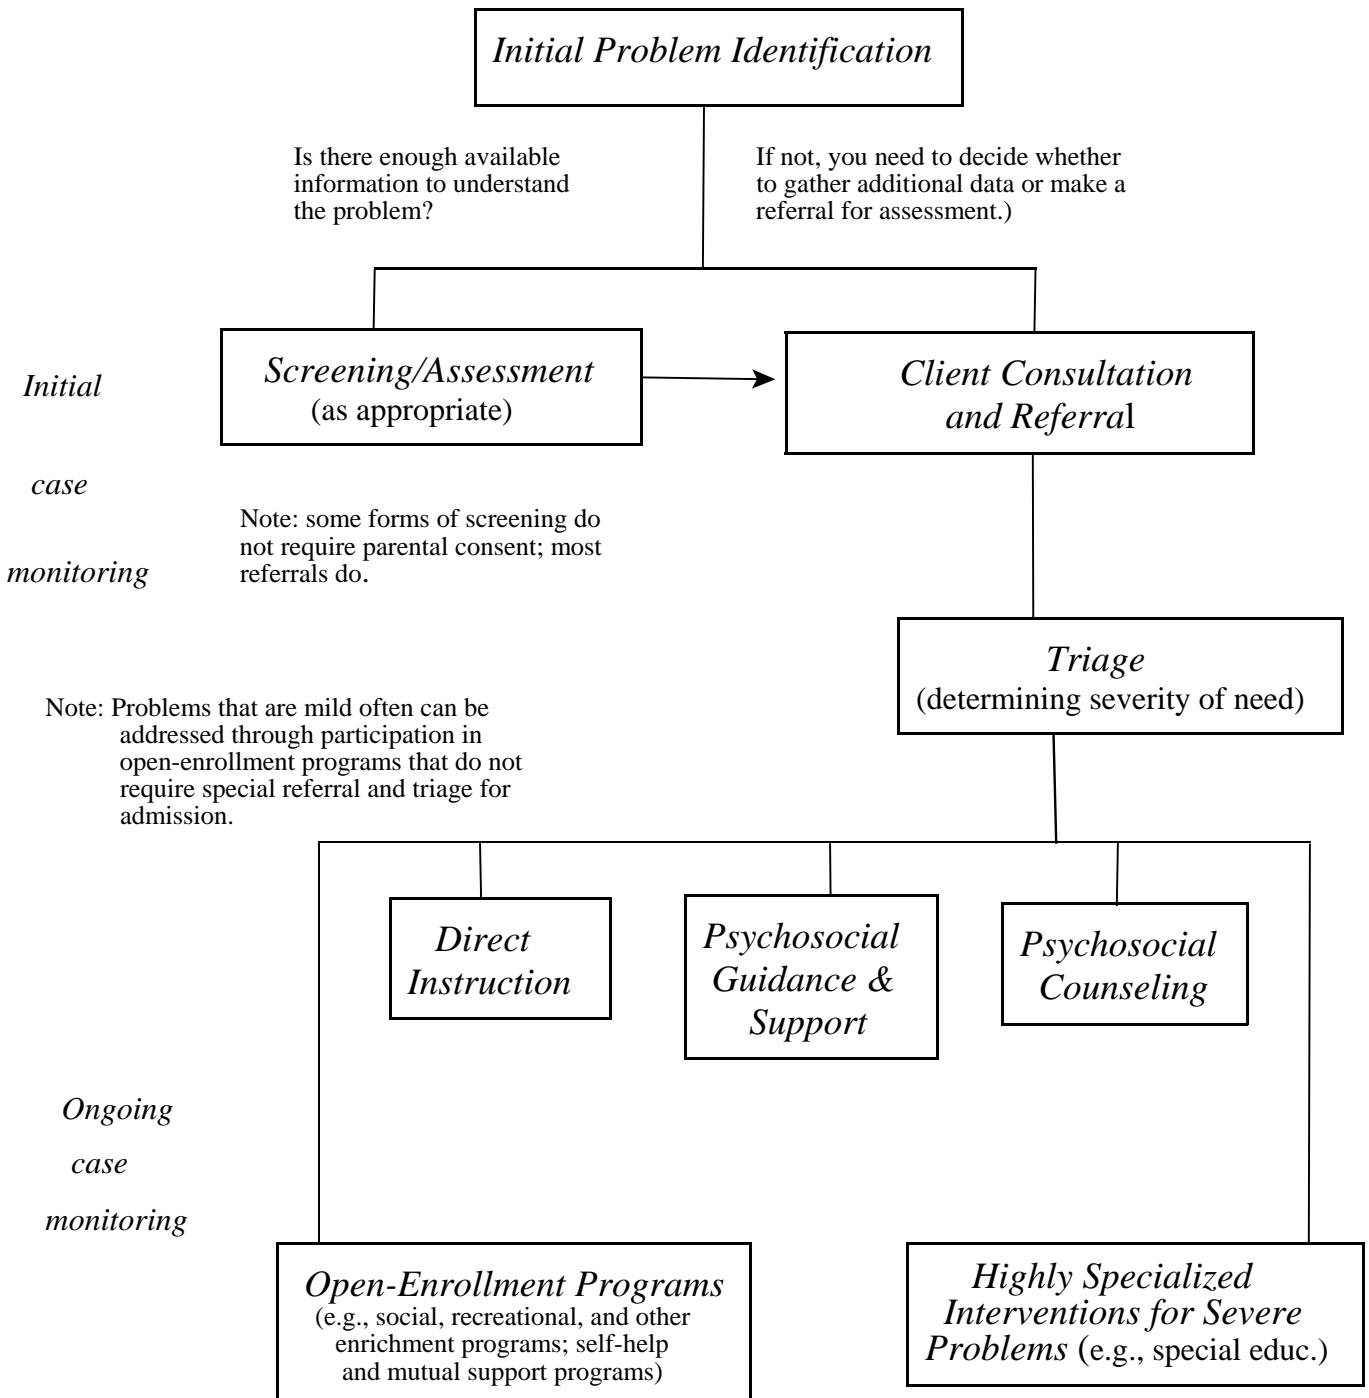 Initial Problem Identification
Is there enough available
information to understand
the problem?
If not, you need to decide whether
to gather additional data or make a
referral for assessment.)
Screening/Assessment
(as appropriate)
Client Consultation
and Referral
Initial
case
monitoring
Note: some forms of screening do
not require parental consent; most
referrals do.
Triage
(determining severity of need)
Note: Problems that are mild often can be
addressed through participation in
open-enrollment programs that do not
require special referral and triage for
admission.
Direct
Instruction
Psychosocial
Guidance &
Support
Psychosocial
Counseling
Ongoing
case
monitoring
Open-Enrollment Programs
(e.g., social, recreational, and other
enrichment programs; self-help
and mutual support programs)
Highly Specialized
Interventions for Severe
Problems (e.g., special educ.)